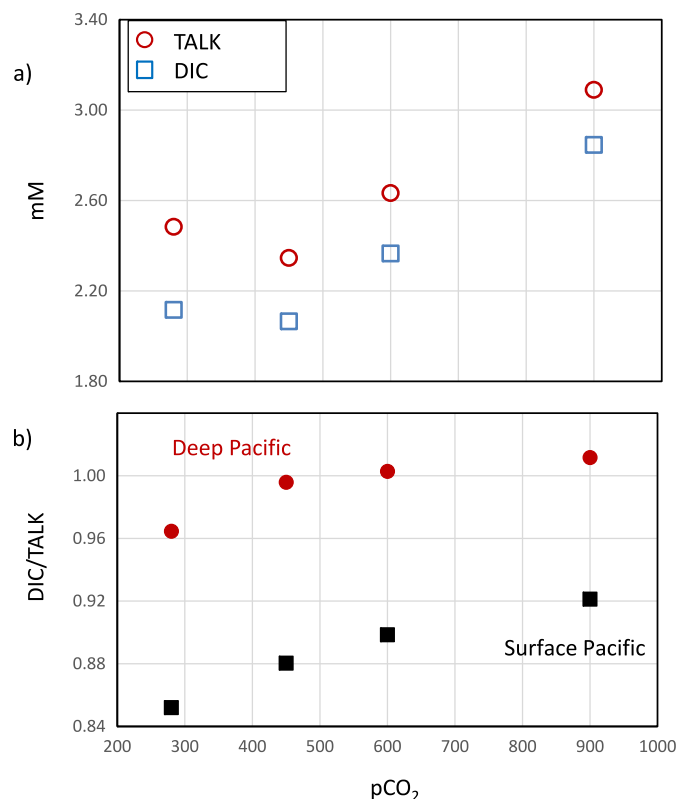 3.40
TALK
DIC
a)
3.00
mM
2.60
2.20
1.80
b)
Deep Pacific
1.00
0.96
DIC/TALK
0.92
Surface Pacific
0.88
0.84
200 300 400 500 600 700 800 900 1000
pCO₂